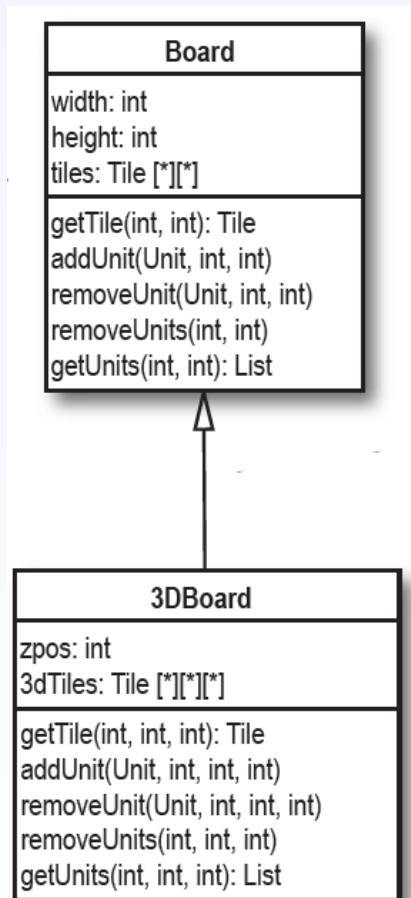 Board
width: int
height: int
tiles: Tile [*][*]
getTile(int, int): Tile
addUnit(Unit, int, int)
removeUnit(Unit, int, int)
removeUnits(int, int)
getUnits(int, int): List
3DBoard
zpos: int
3dTiles: Tile [*][*][*]
getTile(int, int, int): Tile
addUnit(Unit, int, int, int)
removeUnit(Unit, int, int, int)
removeUnits(int, int, int)
getUnits(int, int, int): List